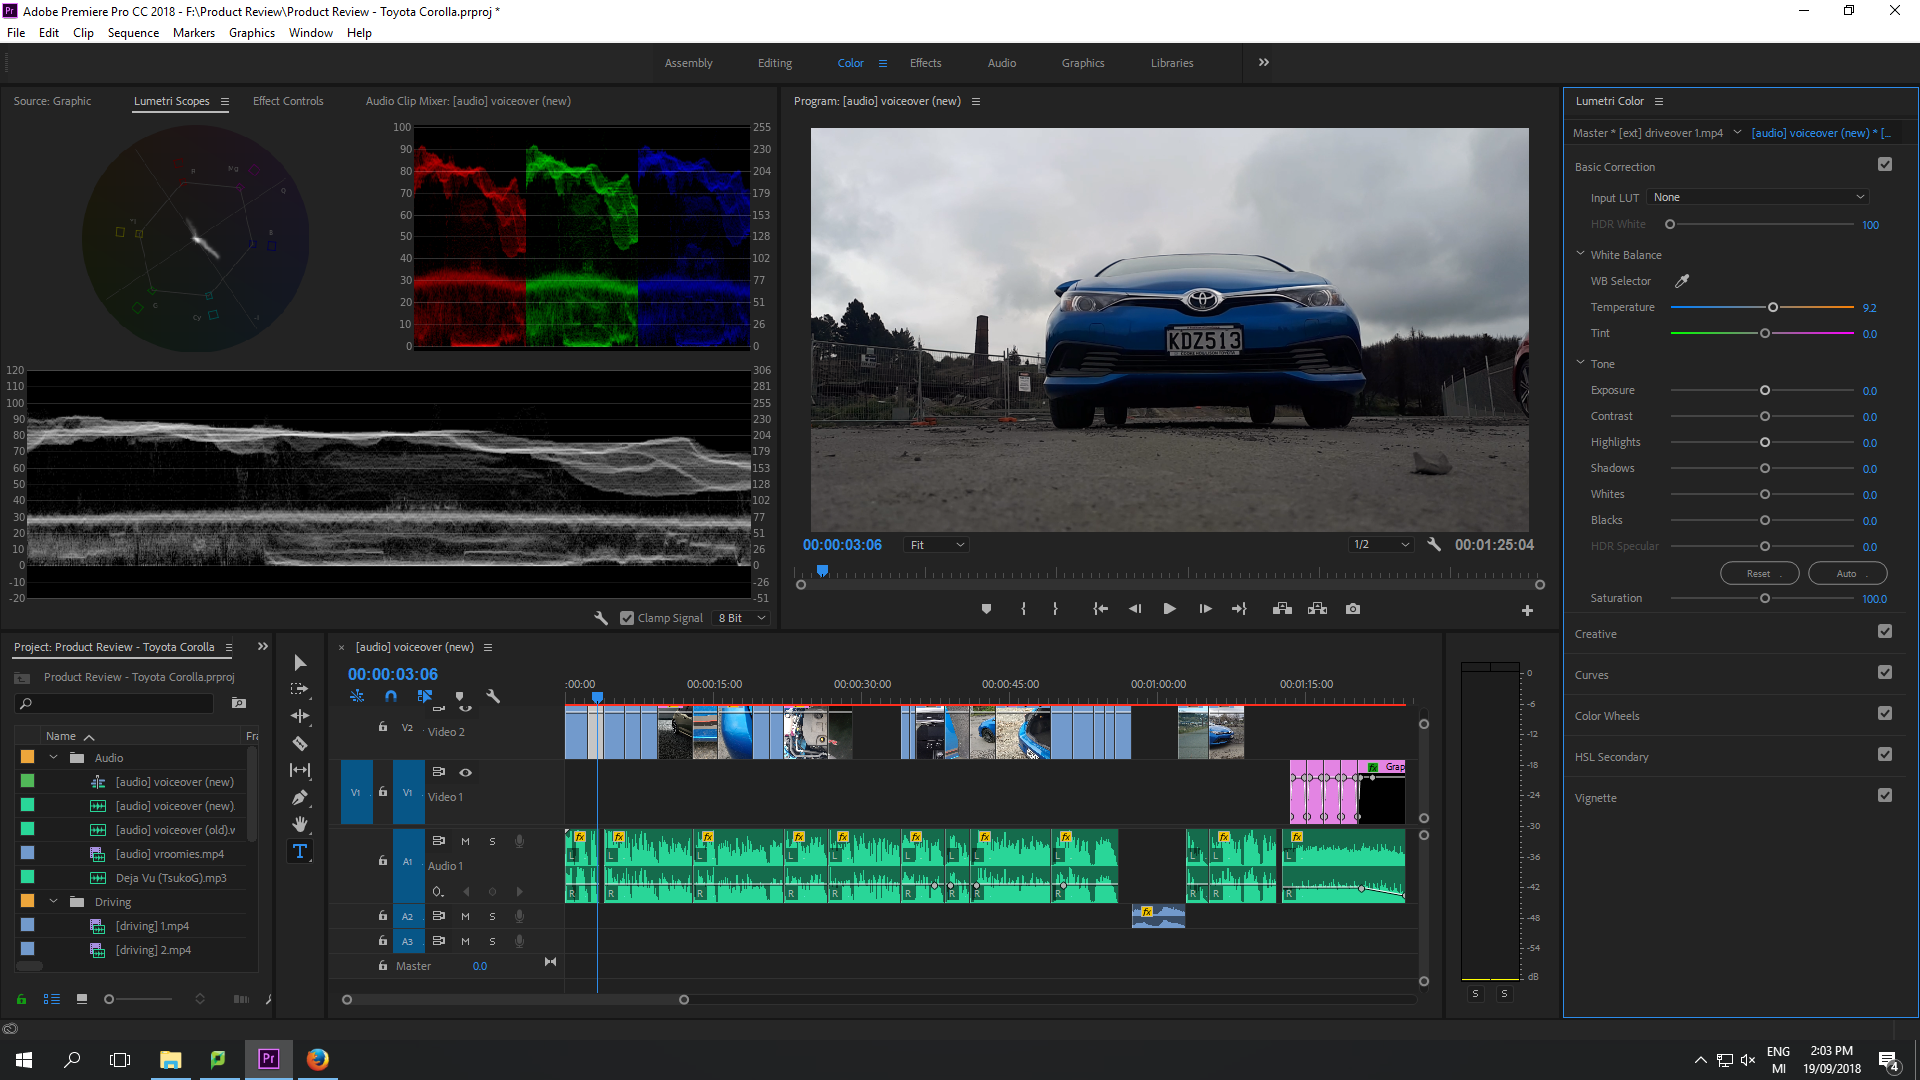 Adobe Premiere Pro CC 2018 - F:\Product Review\Product Review - Toyota Corolla.prproj *
File Edit Clip Sequence Markers Graphics Window Help
Assembly Editing Color Effects Audio Graphics Libraries
Source: Graphic Lumetri Scopes Effect Controls Audio Clip Mixer: [audio] voiceover (new)
100 255
90 230
80 204
70 179
60 153
50 128
40 102
30 77
20 51
10 26
0 0
120 306
110 281
100 255
90 230
80 204
70 179
60 153
50 128
40 102
30 77
20 51
10 26
0 0
-10 -26
-20 -51
Clamp Signal 8 Bit
Program: [audio] voiceover (new)
KDZ513
00:00:03:06 Fit 1/2 00:01:25:04
Lumetri Color
Master * [ext] driveover 1.mp4 [audio] voiceover (new) * [...
Basic Correction
Input LUT None
HDR White 100
White Balance
WB Selector
Temperature 9.2
Tint 0.0
Tone
Exposure 0.0
Contrast 0.0
Highlights 0.0
Shadows 0.0
Whites 0.0
Blacks 0.0
HDR Specular 0.0
Reset Auto
Saturation 100.0
Creative
Curves
Color Wheels
HSL Secondary
Vignette
Project: Product Review - Toyota Corolla
Product Review - Toyota Corolla.prproj
Name Fra
Audio
[audio] voiceover (new)
[audio] voiceover (new).
[audio] voiceover (old).w
[audio] vroomies.mp4
Deja Vu (TsukoG).mp3
Driving
[driving] 1.mp4
[driving] 2.mp4
[audio] voiceover (new)
00:00:03:06
:00:00 00:00:15:00 00:00:30:00 00:00:45:00 00:01:00:00 00:01:15:00
V2 Video 2
V1 V1 Video 1
fx Grap
A1 M S
Audio 1
A2 M S
A3 M S
Master 0.0
0
-6
-12
-18
-24
-30
-36
-42
-48
-54
dB
S S
ENG
MI
2:03 PM
19/09/2018
4